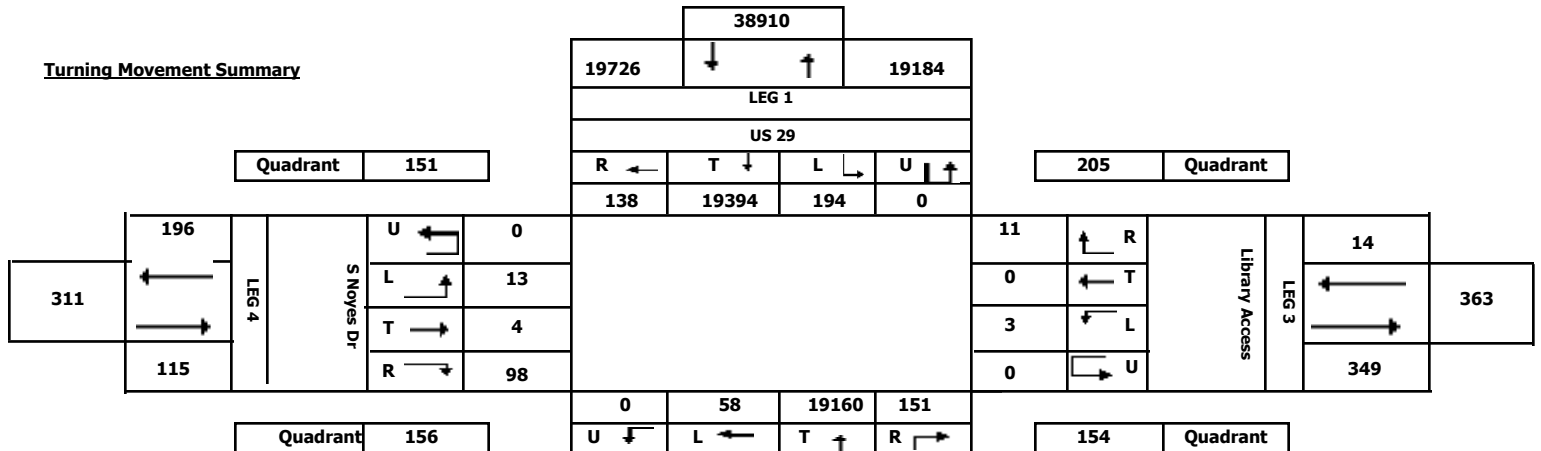 38910
Turning Movement Summary
19726 19184
LEG 1
US 29
Quadrant 151
R T L U
205 Quadrant
138 19394 194 0
196
U 0
11 R
14
311
LEG 4
S Noyes Dr
L 13
0 T
Library Access
LEG 3
363
T 4
3 L
115
R 98
0 U
349
0 58 19160 151
Quadrant 156
U L T R
154 Quadrant